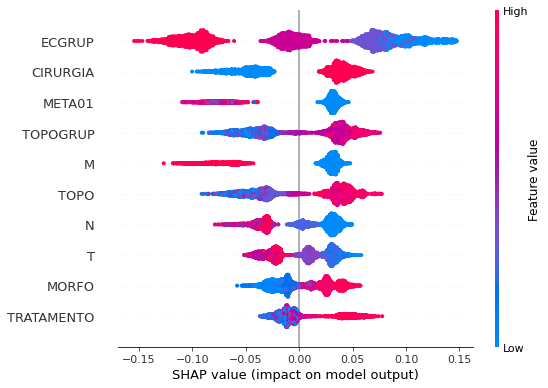 High
ECGRUP
CIRURGIA
META01
TOPOGRUP
M
TOPO
N
T
MORFO
TRATAMENTO
Feature value
Low
−0.15 −0.10 −0.05 0.00 0.05 0.10 0.15
SHAP value (impact on model output)